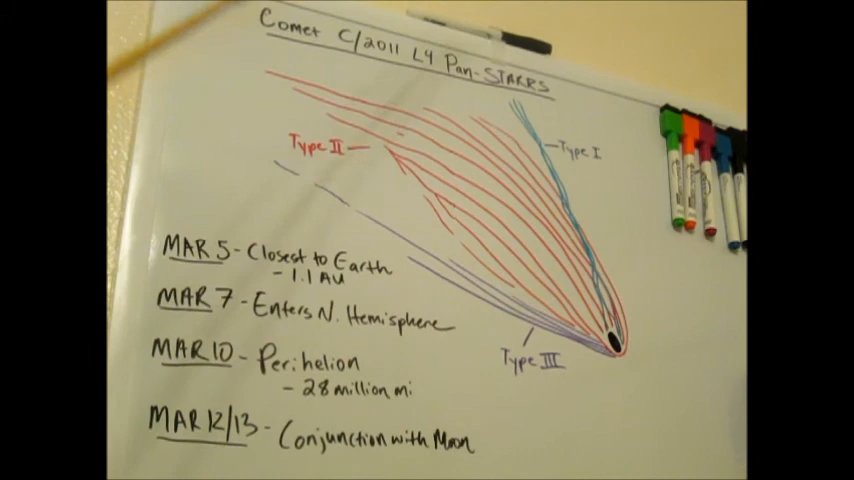 Comet C/2011 L4 Pan-STARRS
Type II
Type I
MAR 5 - Closest to Earth
- 1.1 AU
MAR 7 - Enters N. Hemisphere
MAR 10 - Perihelion
- 28 million mi
MAR 12/13 - Conjunction with Moon
Type III